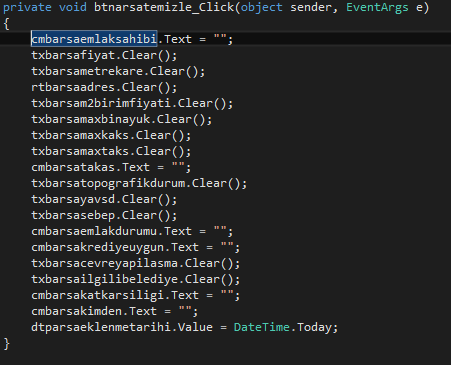 private void btnarsatemizle_Click(object sender, EventArgs e)
{
cmbarsaemlaksahibi.Text = "";
txbarsafiyat.Clear();
txbarsametrekare.Clear();
rtbarsaadres.Clear();
txbarsam2birimfiyati.Clear();
txbarsamaxbinayuk.Clear();
txbarsamaxkaks.Clear();
txbarsamaxtaks.Clear();
cmbarsatakas.Text = "";
txbarsatopografikdurum.Clear();
txbarsayavsd.Clear();
txbarsasebep.Clear();
cmbarsaemlakdurumu.Text = "";
cmbarsakrediyeuygun.Text = "";
txbarsacevreyapilasma.Clear();
txbarsailgilibelediye.Clear();
cmbarsakatkarsiligi.Text = "";
cmbarsakimden.Text = "";
dtparsaeklenmetarihi.Value = DateTime.Today;
}